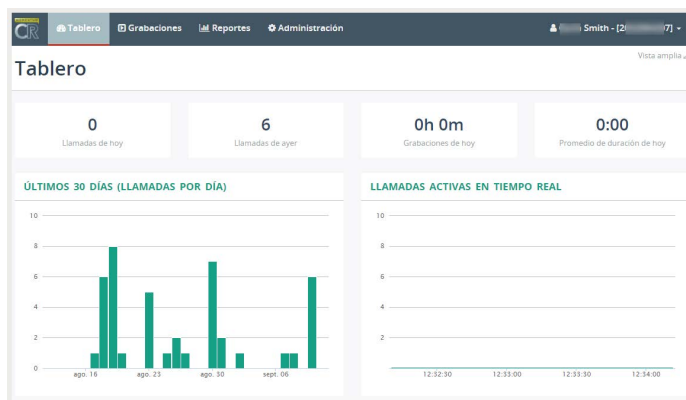 CR
Tablero
Grabaciones
Reportes
Administración
Smith - [2 7]
Vista amplia
Tablero
0
Llamadas de hoy
6
Llamadas de ayer
0h 0m
Grabaciones de hoy
0:00
Promedio de duración de hoy
ÚLTIMOS 30 DÍAS (LLAMADAS POR DÍA)
10
8
6
4
2
0
ago. 16
ago. 23
ago. 30
sept. 06
LLAMADAS ACTIVAS EN TIEMPO REAL
10
8
6
4
2
12:32:30
12:33:00
12:33:30
12:34:00